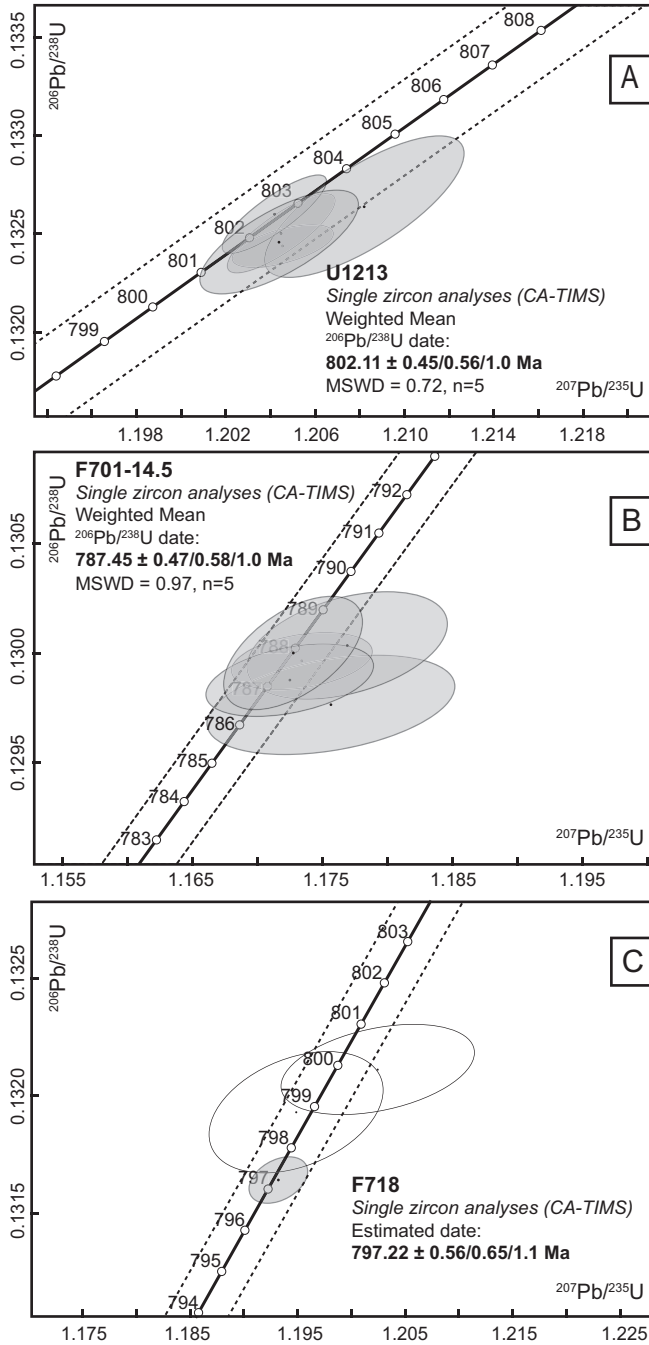 A
²⁰⁶Pb/²³⁸U
0.1335
0.1330
0.1325
0.1320
808
807
806
805
804
803
802
801
800
799
U1213
Single zircon analyses (CA-TIMS)
Weighted Mean
²⁰⁶Pb/²³⁸U date:
802.11 ± 0.45/0.56/1.0 Ma
MSWD = 0.72, n=5
²⁰⁷Pb/²³⁵U
1.198 1.202 1.206 1.210 1.214 1.218
B
²⁰⁶Pb/²³⁸U
F701-14.5
Single zircon analyses (CA-TIMS)
Weighted Mean
²⁰⁶Pb/²³⁸U date:
787.45 ± 0.47/0.58/1.0 Ma
MSWD = 0.97, n=5
0.1305
0.1300
0.1295
792
791
790
789
788
787
786
785
784
783
²⁰⁷Pb/²³⁵U
1.155 1.165 1.175 1.185 1.195
C
²⁰⁶Pb/²³⁸U
0.1325
0.1320
0.1315
803
802
801
800
799
798
797
796
795
794
F718
Single zircon analyses (CA-TIMS)
Estimated date:
797.22 ± 0.56/0.65/1.1 Ma
²⁰⁷Pb/²³⁵U
1.175 1.185 1.195 1.205 1.215 1.225